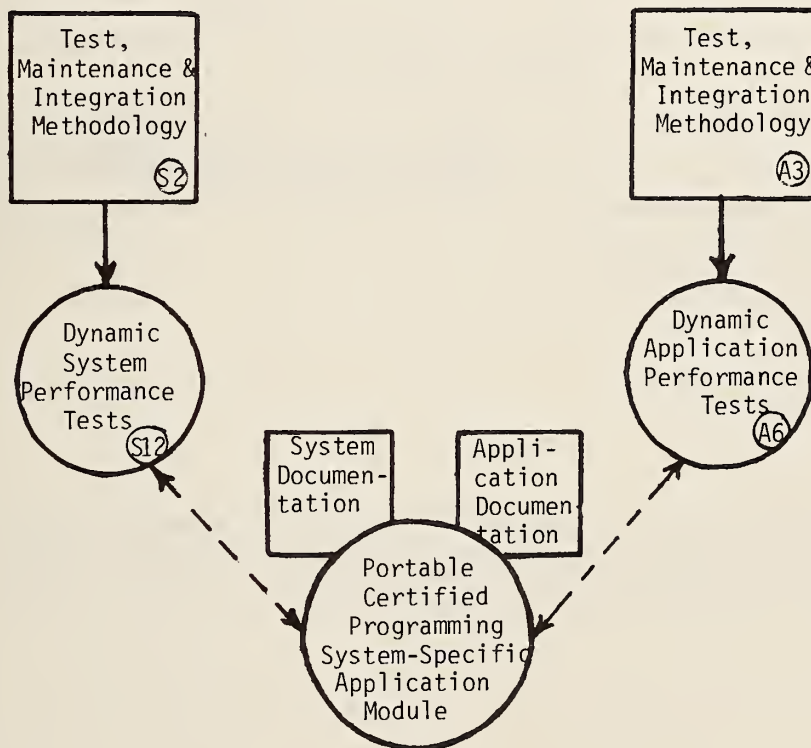 Test,
Maintenance &
Integration
Methodology
S2
Test,
Maintenance &
Integration
Methodology
A3
Dynamic
System
Performance
Tests
S12
Dynamic
Application
Performance
Tests
A6
System
Documen-
tation
Appli-
cation
Documen
tation
Portable
Certified
Programming
System-Specific
Application
Module